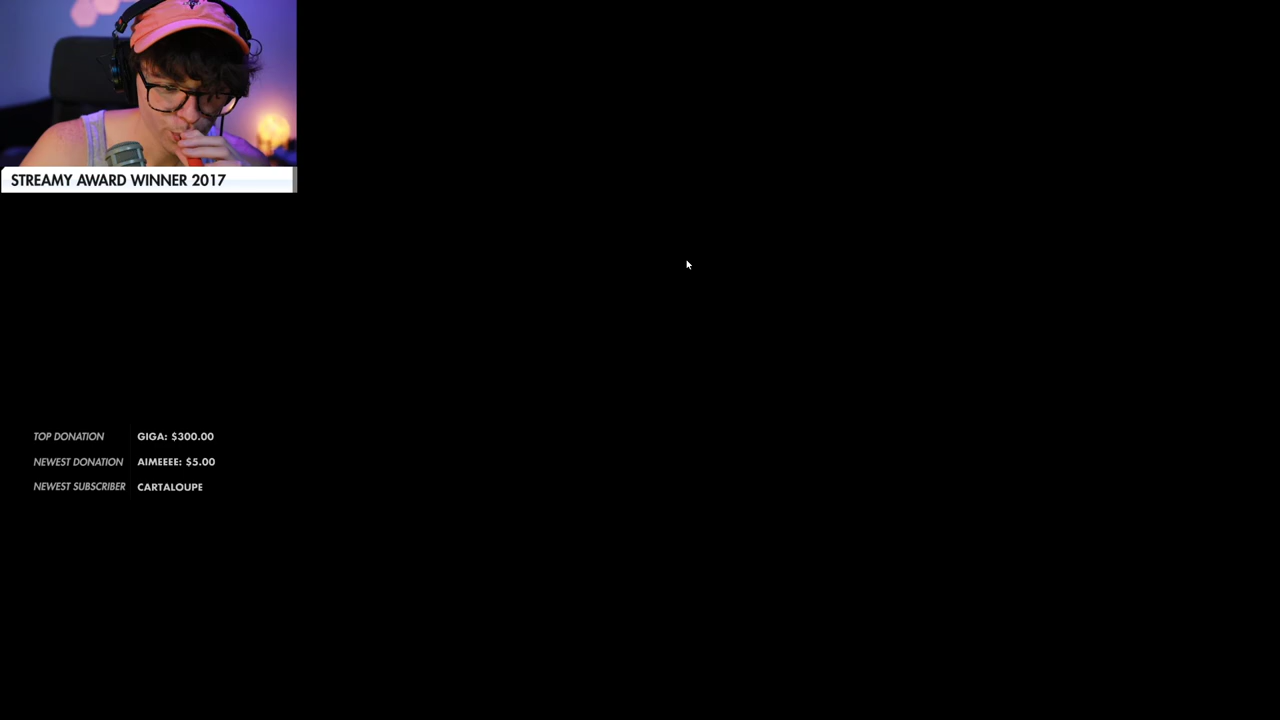 STREAMY AWARD WINNER 2017
TOP DONATION GIGA: $300.00
NEWEST DONATION AIMEEEE: $5.00
NEWEST SUBSCRIBER CARTALOUPE